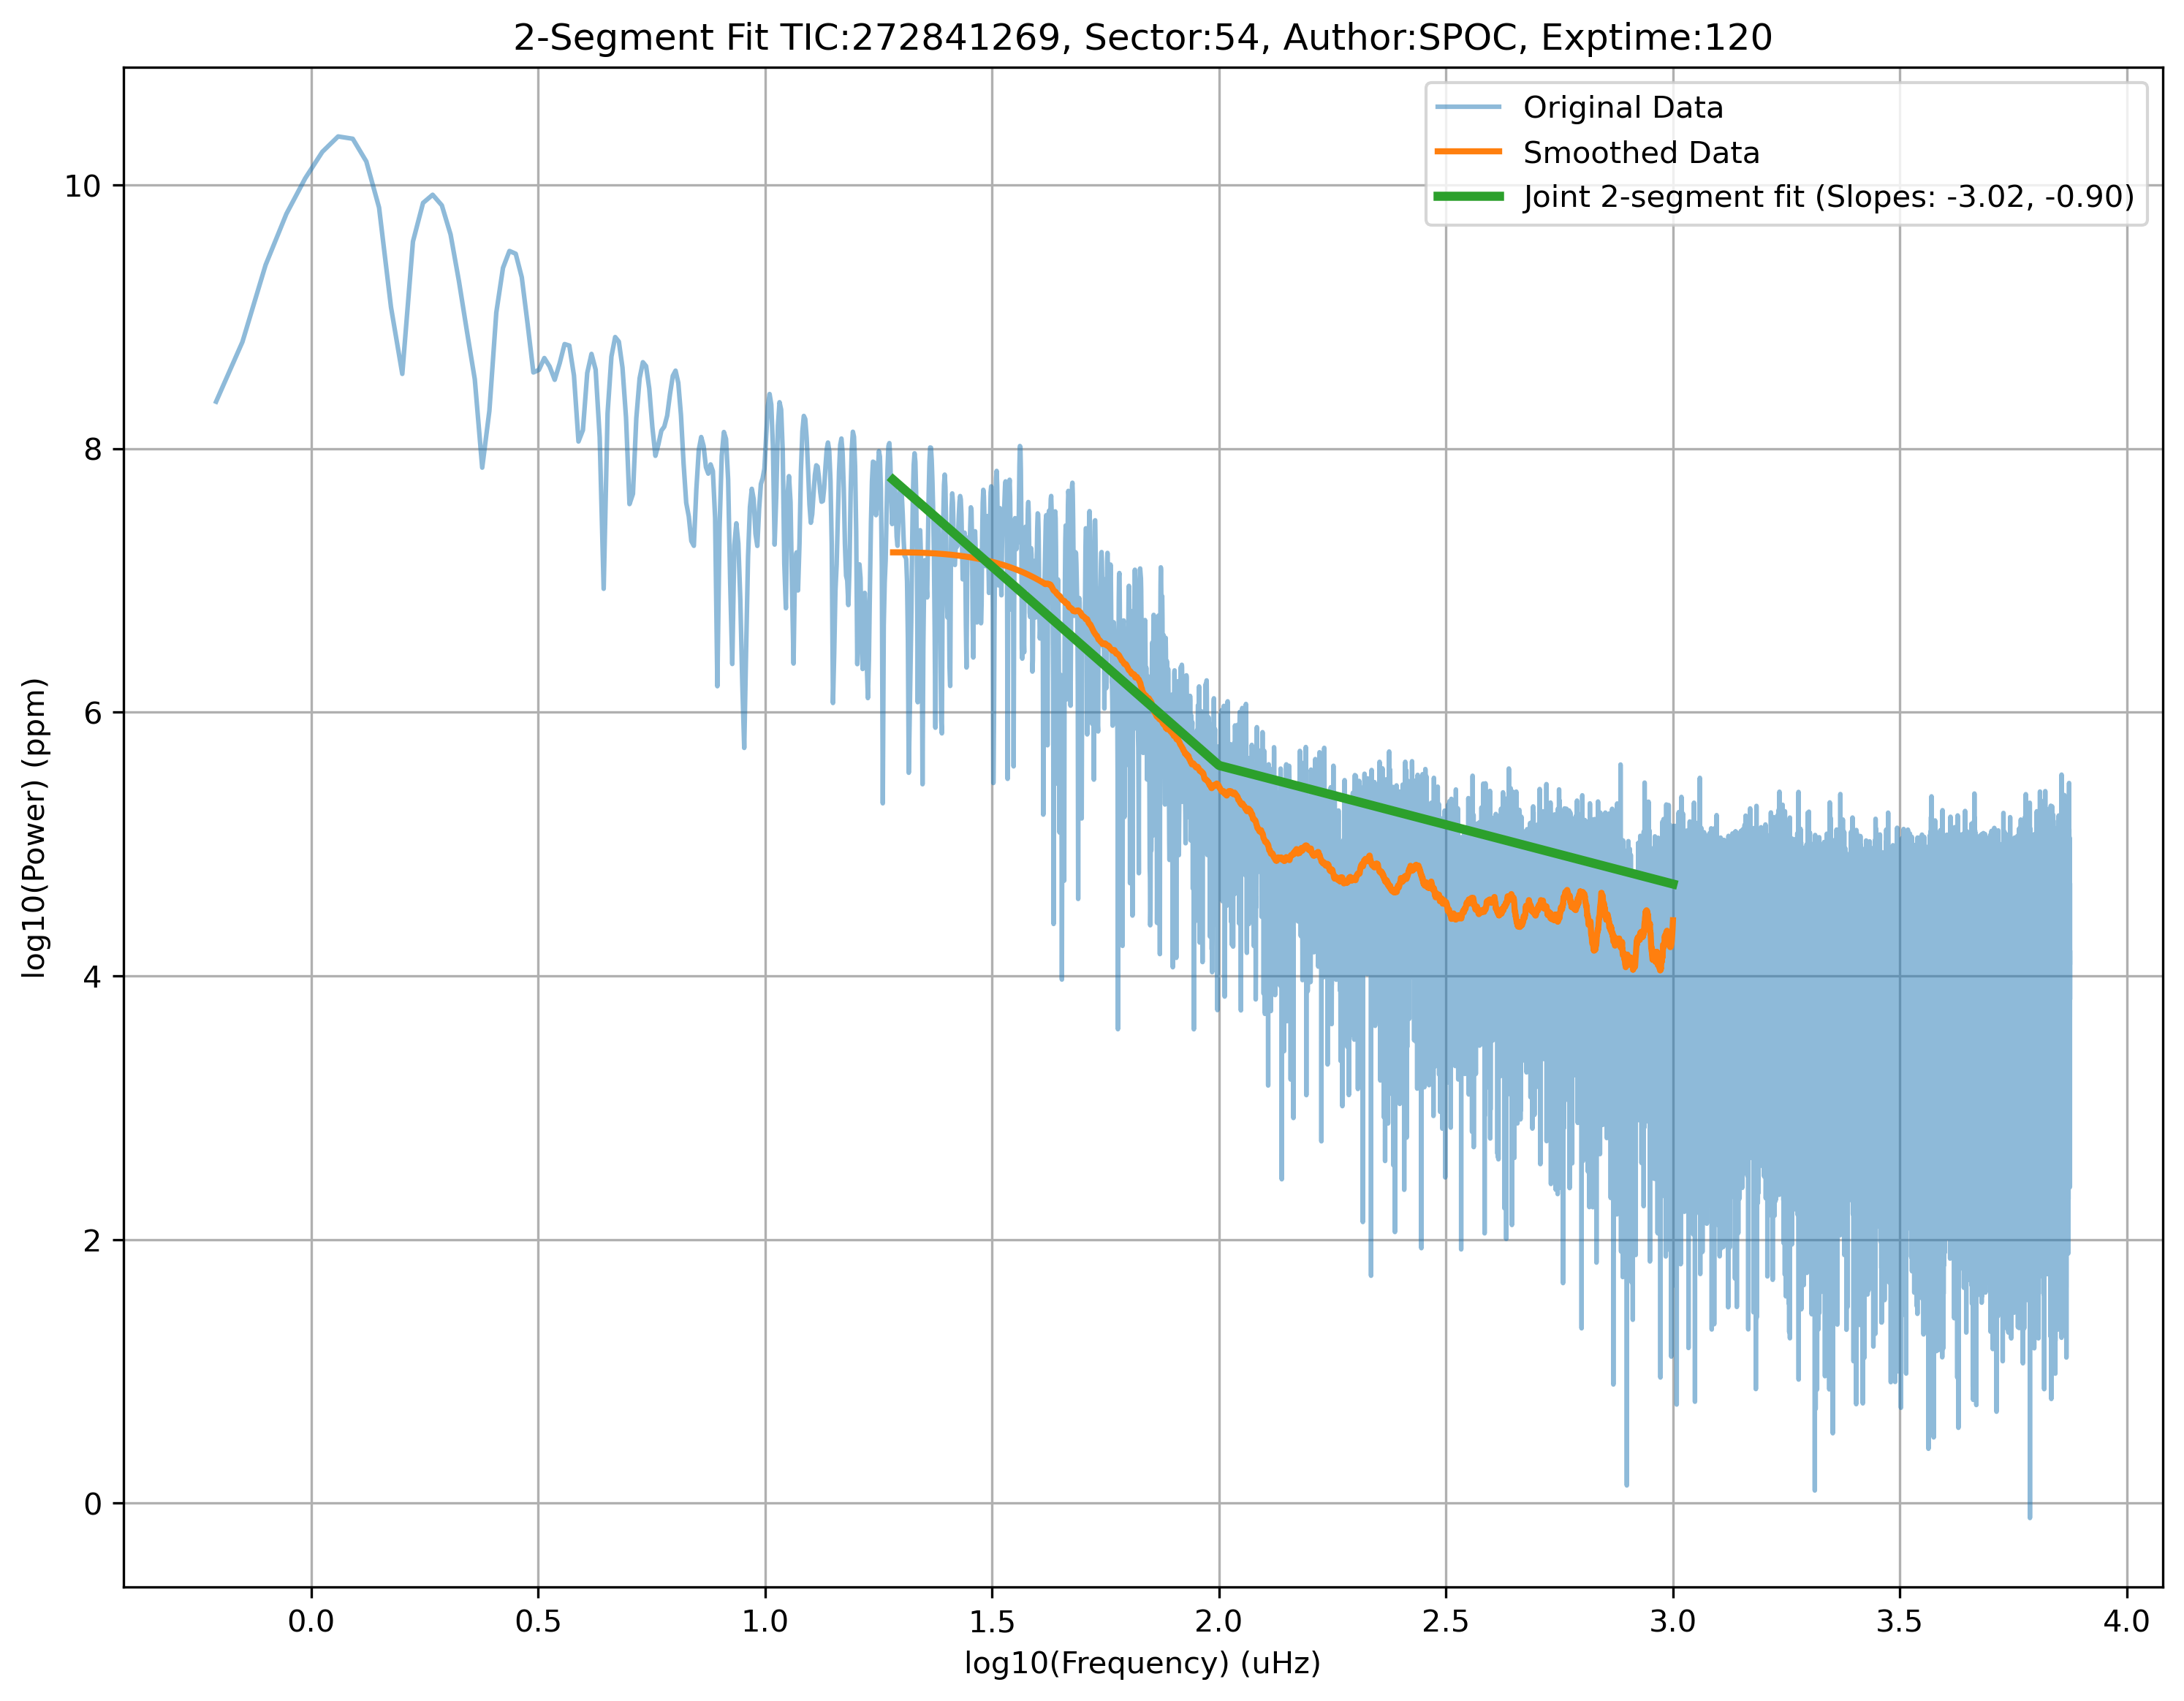 2-Segment Fit TIC:272841269, Sector:54, Author:SPOC, Exptime:120
Original Data
Smoothed Data
Joint 2-segment fit (Slopes: -3.02, -0.90)
log10(Power) (ppm)
10
8
6
4
2
0
0.0 0.5 1.0 1.5 2.0 2.5 3.0 3.5 4.0
log10(Frequency) (uHz)